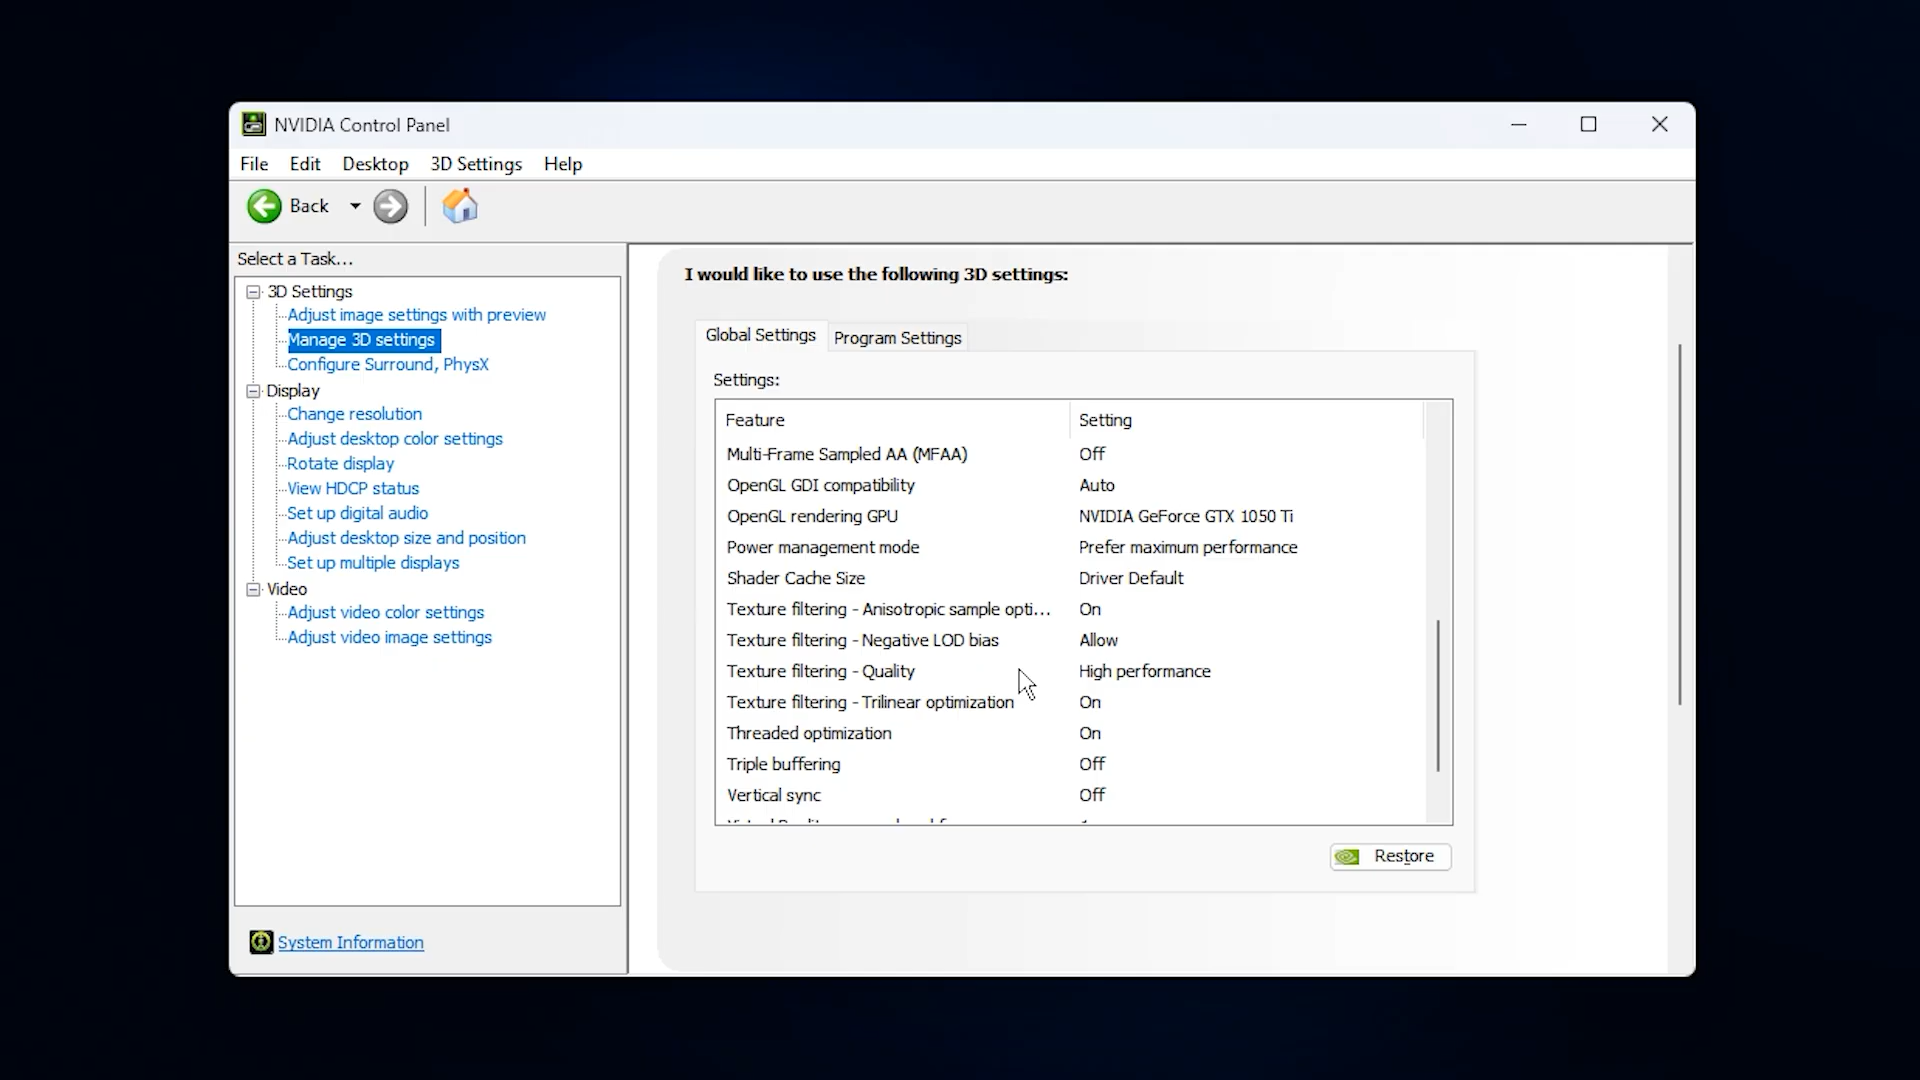 NVIDIA Control Panel
File Edit Desktop 3D Settings Help
Back
Select a Task...
3D Settings
Adjust image settings with preview
Manage 3D settings
Configure Surround, PhysX
Display
Change resolution
Adjust desktop color settings
Rotate display
View HDCP status
Set up digital audio
Adjust desktop size and position
Set up multiple displays
Video
Adjust video color settings
Adjust video image settings
System Information
I would like to use the following 3D settings:
Global Settings Program Settings
Settings:
Feature Setting
Multi-Frame Sampled AA (MFAA) Off
OpenGL GDI compatibility Auto
OpenGL rendering GPU NVIDIA GeForce GTX 1050 Ti
Power management mode Prefer maximum performance
Shader Cache Size Driver Default
Texture filtering - Anisotropic sample opti... On
Texture filtering - Negative LOD bias Allow
Texture filtering - Quality High performance
Texture filtering - Trilinear optimization On
Threaded optimization On
Triple buffering Off
Vertical sync Off
Restore